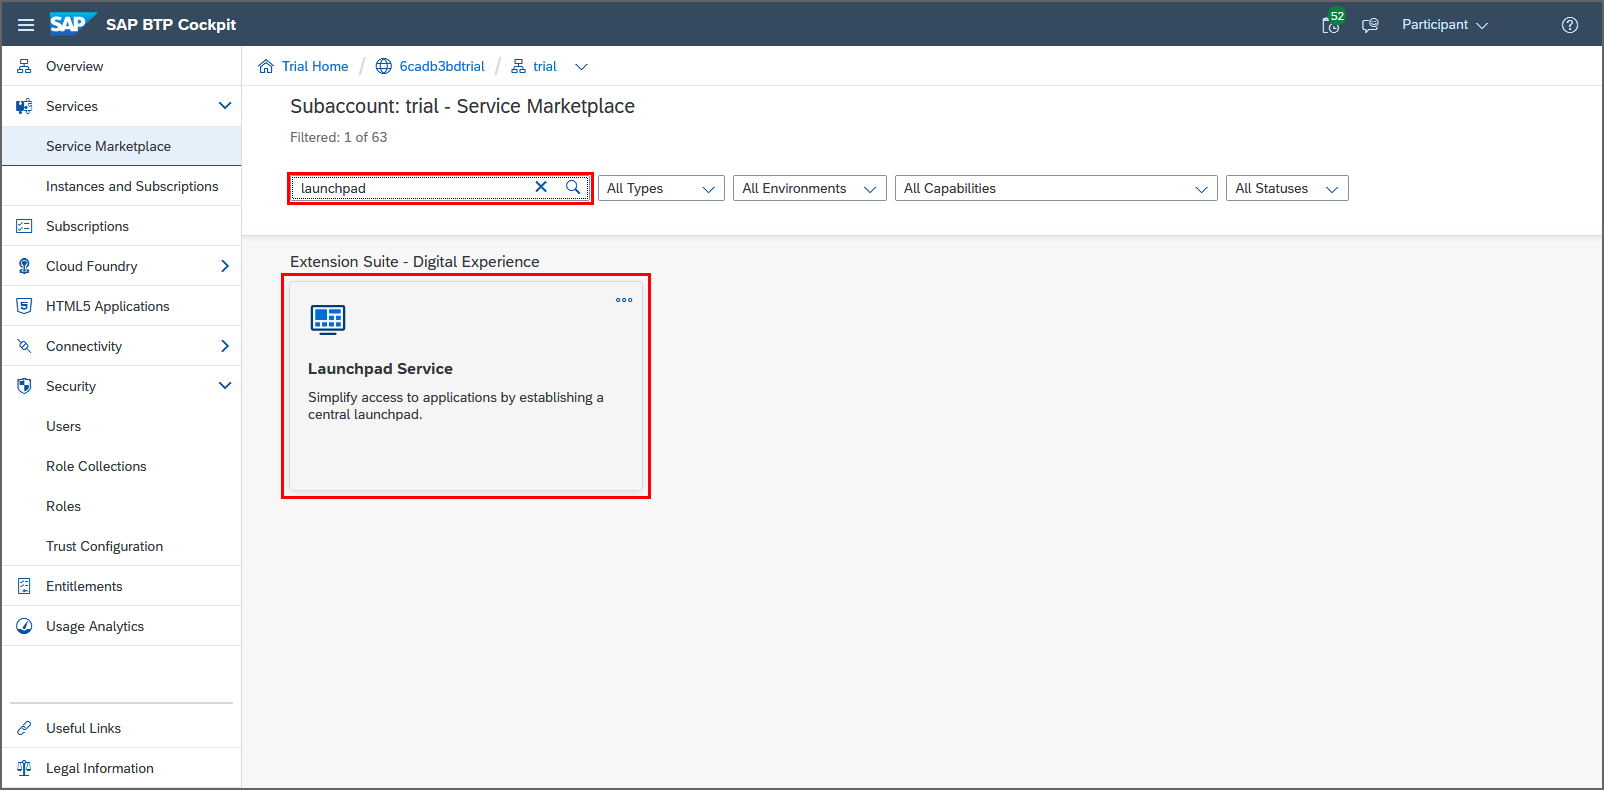 SAP SAP BTP Cockpit
52
Participant
Overview
Services
Service Marketplace
Instances and Subscriptions
Subscriptions
Cloud Foundry
HTML5 Applications
Connectivity
Security
Users
Role Collections
Roles
Trust Configuration
Entitlements
Usage Analytics
Useful Links
Legal Information
Trial Home / 6cadb3bdtrial / trial
Subaccount: trial - Service Marketplace
Filtered: 1 of 63
launchpad
All Types
All Environments
All Capabilities
All Statuses
Extension Suite - Digital Experience
Launchpad Service
Simplify access to applications by establishing a
central launchpad.